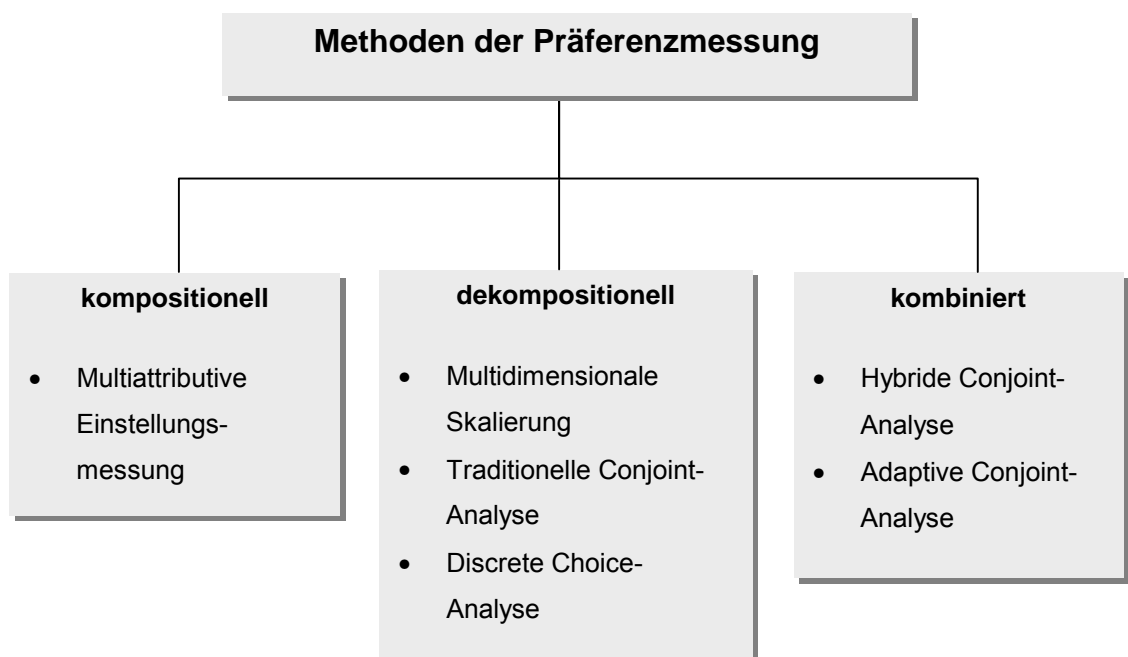 Methoden der Präferenzmessung
kompositionell
• Multiattributive
Einstellungs-
messung
dekompositionell
• Multidimensionale
Skalierung
• Traditionelle Conjoint-
Analyse
• Discrete Choice-
Analyse
kombiniert
• Hybride Conjoint-
Analyse
• Adaptive Conjoint-
Analyse